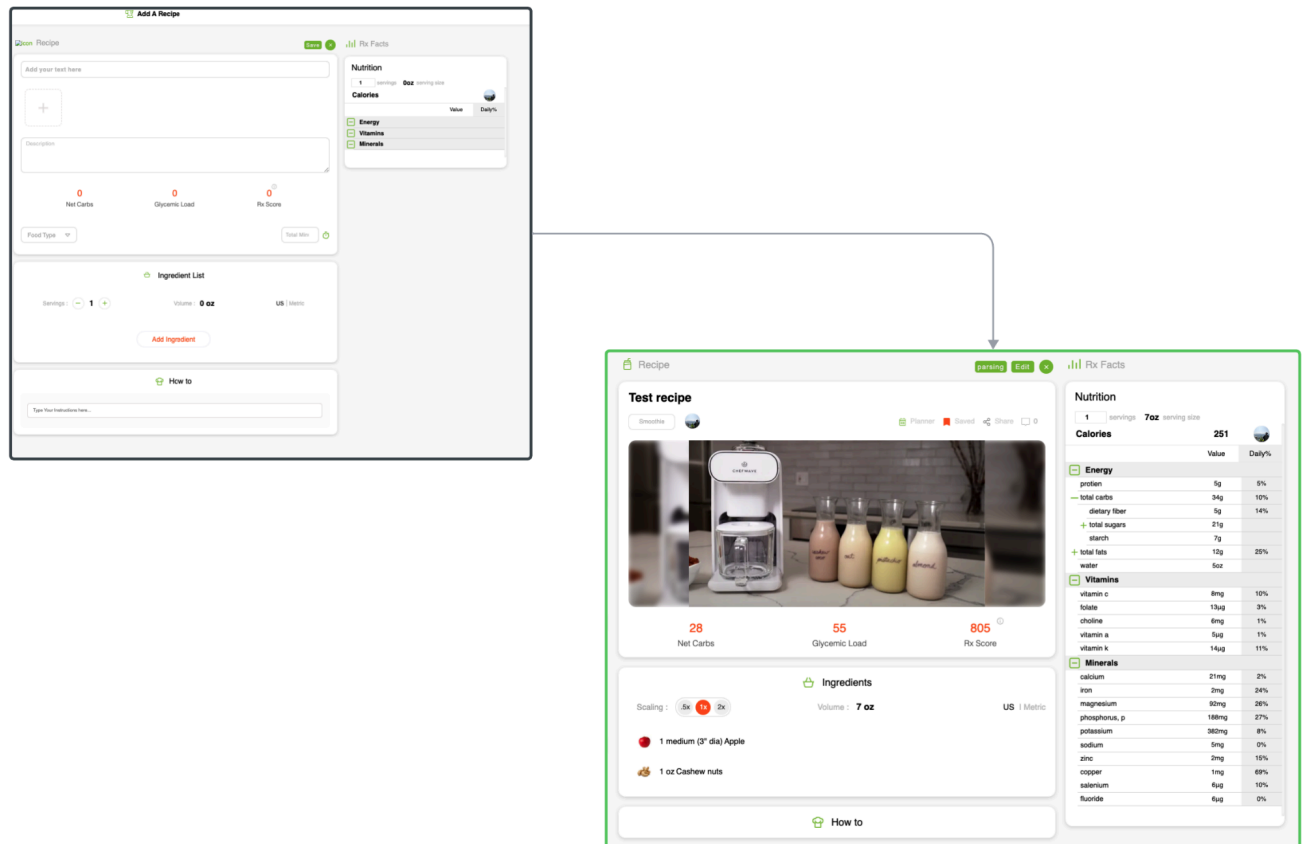 Add A Recipe
icon Recipe
Save ×
Rx Facts
Add your text here
Nutrition
1 servings 0oz serving size
Calories
Value Daily%
Energy
Vitamins
Minerals
Description
0 0 0
Net Carbs Glycemic Load Rx Score
Food Type
Total Min
Ingredient List
Servings : − 1 + Volume : 0 oz US | Metric
Add Ingredient
How to
Type Your Instructions here...
Recipe
parsing Edit ×
Rx Facts
Test recipe
Smoothie
Planner Saved Share 0
CHEFWAVE
oat
pistachio
almond
28 55 805
Net Carbs Glycemic Load Rx Score
Ingredients
Scaling : .5x 1x 2x Volume : 7 oz US | Metric
1 medium (3" dia) Apple
1 oz Cashew nuts
How to
Nutrition
1 servings 7oz serving size
Calories 251
Value Daily%
Energy
protien 5g 5%
total carbs 34g 10%
dietary fiber 5g 14%
total sugars 21g
starch 7g
total fats 12g 25%
water 5oz
Vitamins
vitamin c 8mg 10%
folate 13µg 3%
choline 6mg 1%
vitamin a 5µg 1%
vitamin k 14µg 11%
Minerals
calcium 21mg 2%
iron 2mg 24%
magnesium 92mg 26%
phosphorus, p 188mg 27%
potassium 382mg 8%
sodium 5mg 0%
zinc 2mg 15%
copper 1mg 69%
salenium 6µg 10%
fluoride 6µg 0%